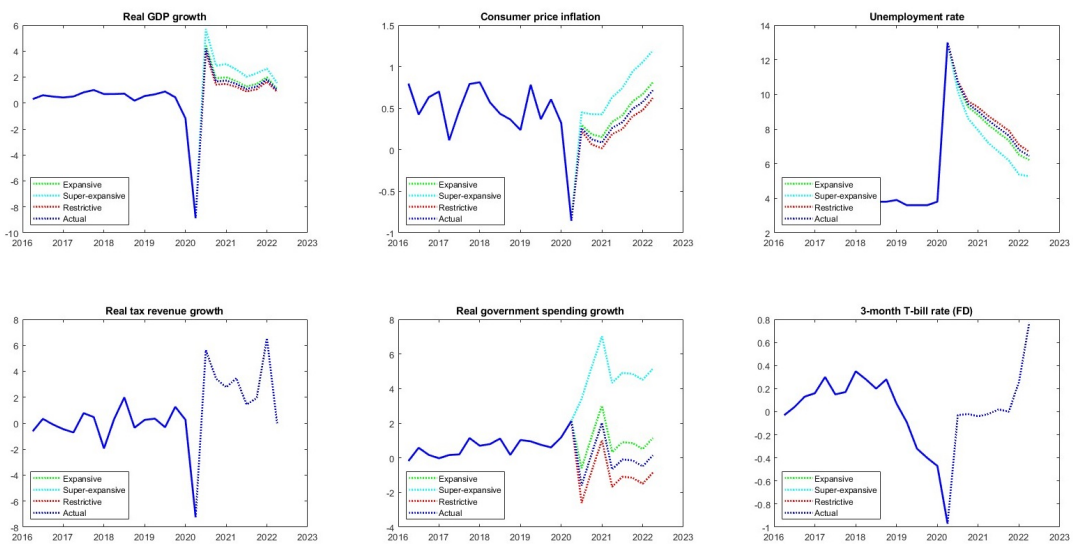 Real GDP growth
6
4
2
0
-2
-4
-6
-8
-10
Expansive
Super-expansive
Restrictive
Actual
2016 2017 2018 2019 2020 2021 2022 2023
Consumer price inflation
1.5
1
0.5
0
-0.5
-1
Expansive
Super-expansive
Restrictive
Actual
2016 2017 2018 2019 2020 2021 2022 2023
Unemployment rate
14
12
10
8
6
4
2
Expansive
Super-expansive
Restrictive
Actual
2016 2017 2018 2019 2020 2021 2022 2023
Real tax revenue growth
8
6
4
2
0
-2
-4
-6
-8
Expansive
Super-expansive
Restrictive
Actual
2016 2017 2018 2019 2020 2021 2022 2023
Real government spending growth
8
6
4
2
0
-2
-4
Expansive
Super-expansive
Restrictive
Actual
2016 2017 2018 2019 2020 2021 2022 2023
3-month T-bill rate (FD)
0.8
0.6
0.4
0.2
0
-0.2
-0.4
-0.6
-0.8
-1
Expansive
Super-expansive
Restrictive
Actual
2016 2017 2018 2019 2020 2021 2022 2023